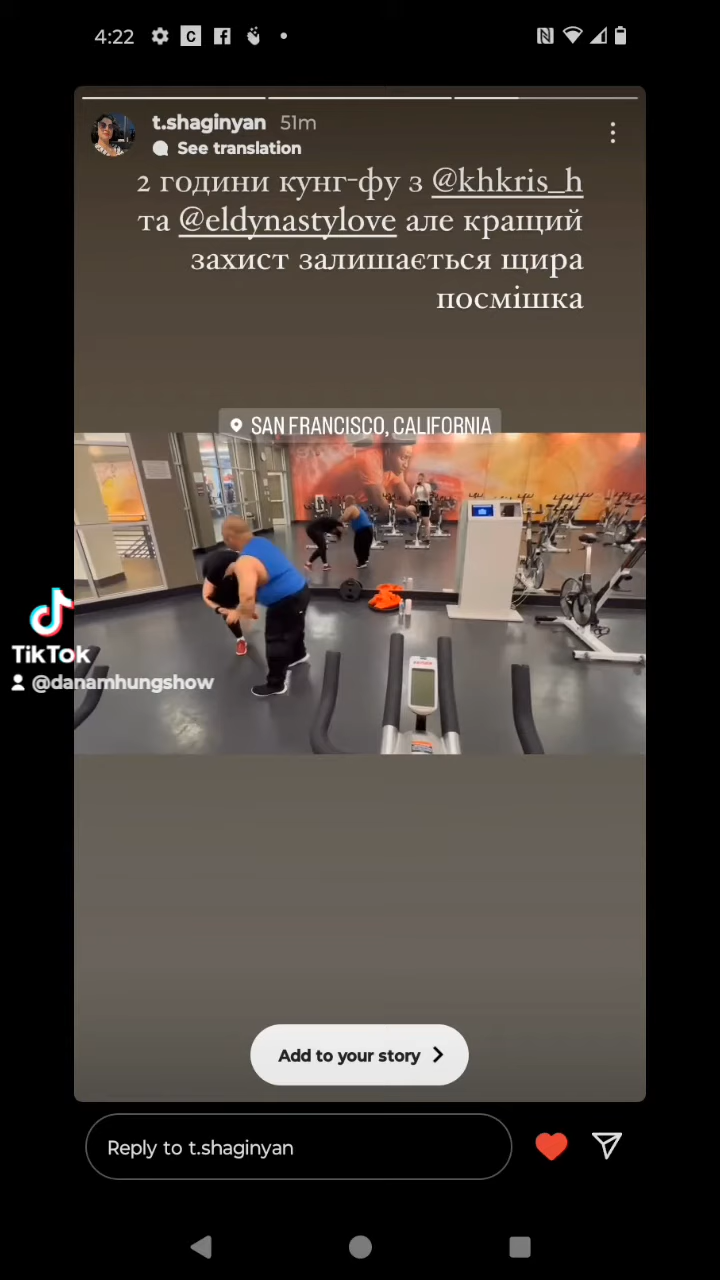 4:22
t.shaginyan 51m
See translation
2 години кунг-фу з @khkris_h
та @eldynastylove але кращий
захист залишається щира
посмішка
SAN FRANCISCO, CALIFORNIA
TikTok
@danamhungshow
Add to your story
Reply to t.shaginyan